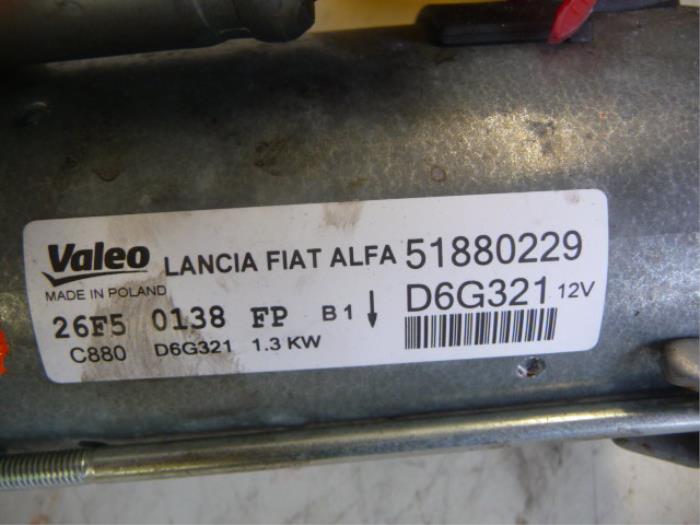 Valeo LANCIA FIAT ALFA 51880229
MADE IN POLAND D6G321 12V
26F5 0138 FP B1
C880 D6G321 1.3 KW